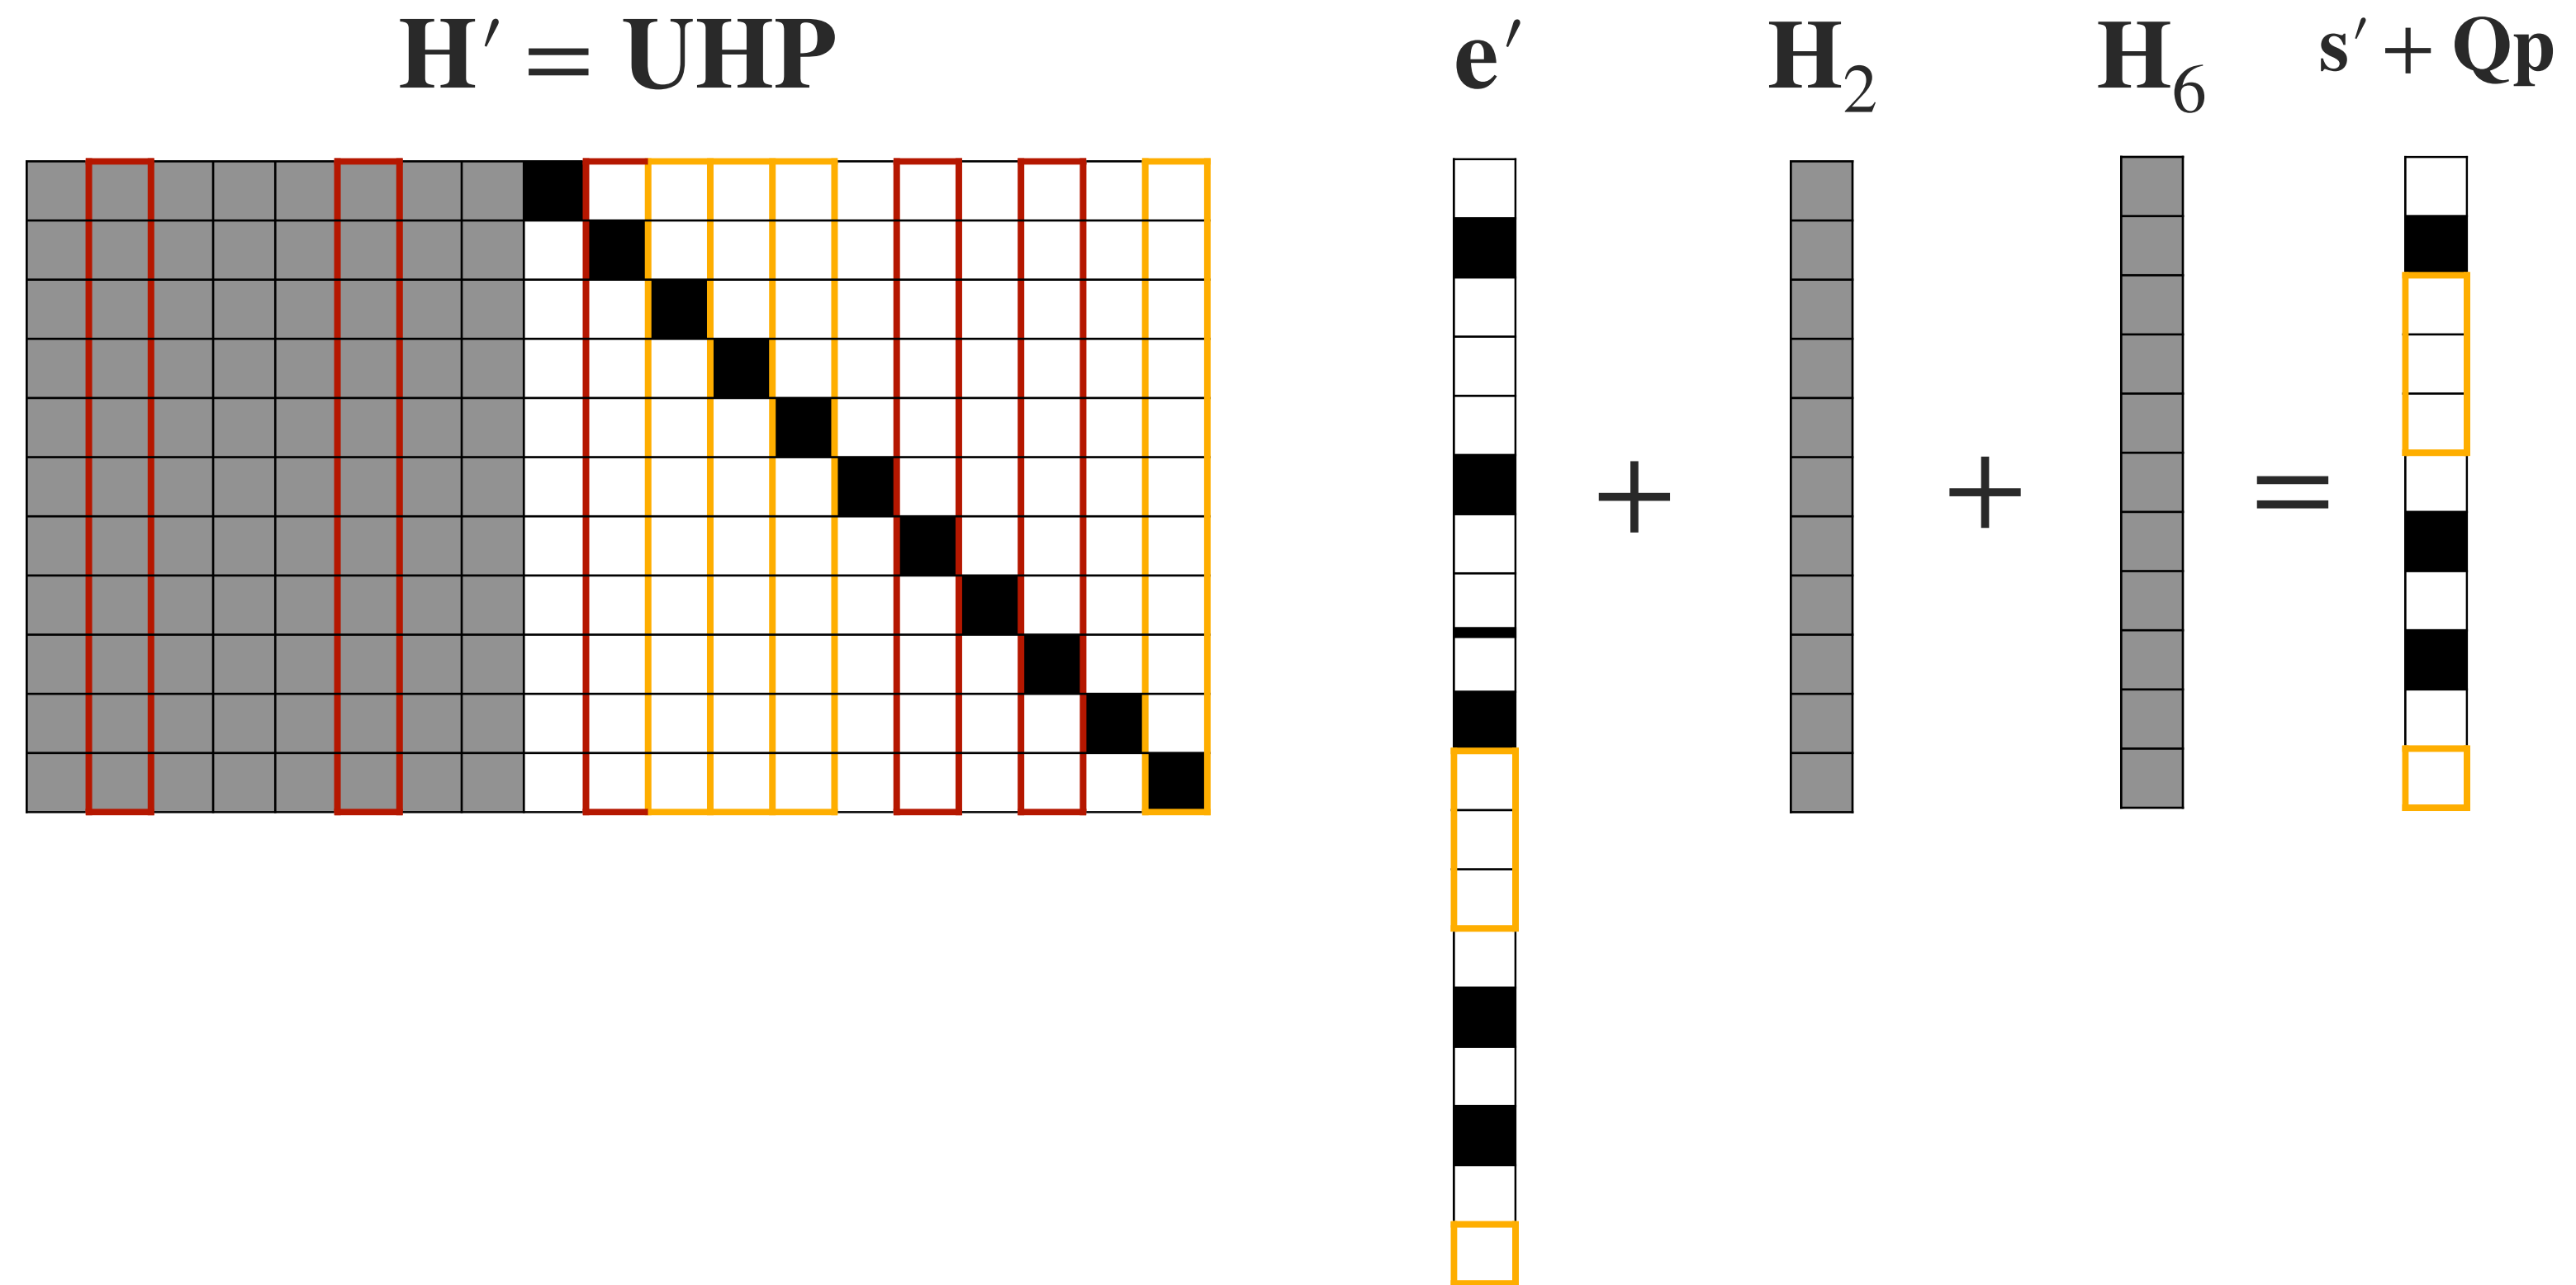 H′ = UHP
e′
H₂
H₆
s′ + Qp
+
+
=